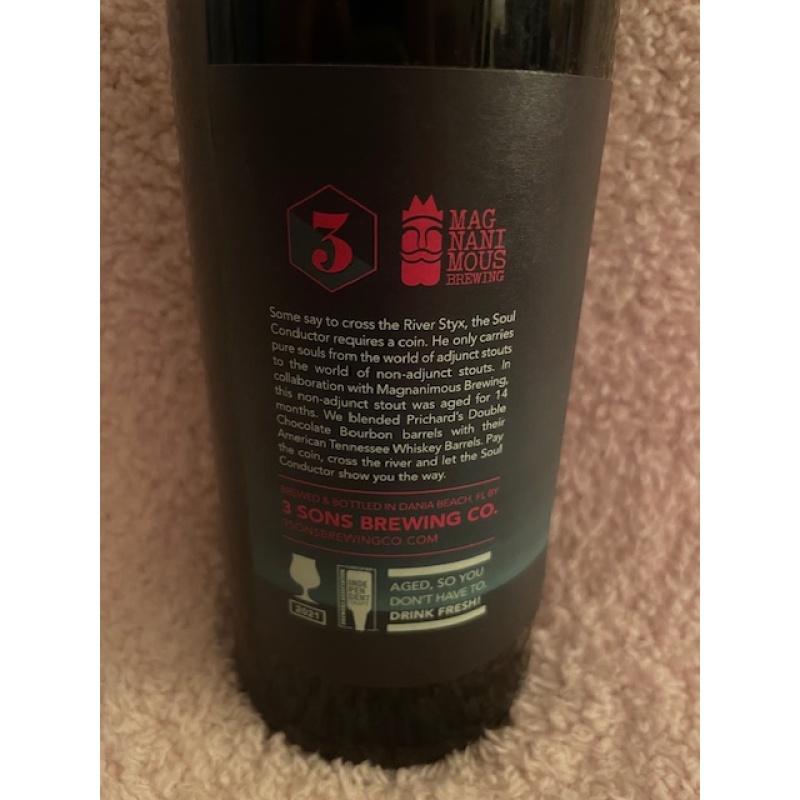 3
MAG
NANI
MOUS
BREWING
Some say to cross the River Styx, the Soul
Conductor requires a coin. He only carries
pure souls from the world of adjunct stouts
to the world of non-adjunct stouts. In
collaboration with Magnanimous Brewing,
this non-adjunct stout was aged for 14
months. We blended Prichard's Double
Chocolate Bourbon barrels with their
American Tennessee Whiskey Barrels. Pay
the coin, cross the river and let the Soul
Conductor show you the way.
BREWED & BOTTLED IN DANIA BEACH, FL BY
3 SONS BREWING CO.
3SONSBREWINGCO.COM
2021
INDE
PEN
DENT
AGED, SO YOU
DON'T HAVE TO.
DRINK FRESH!